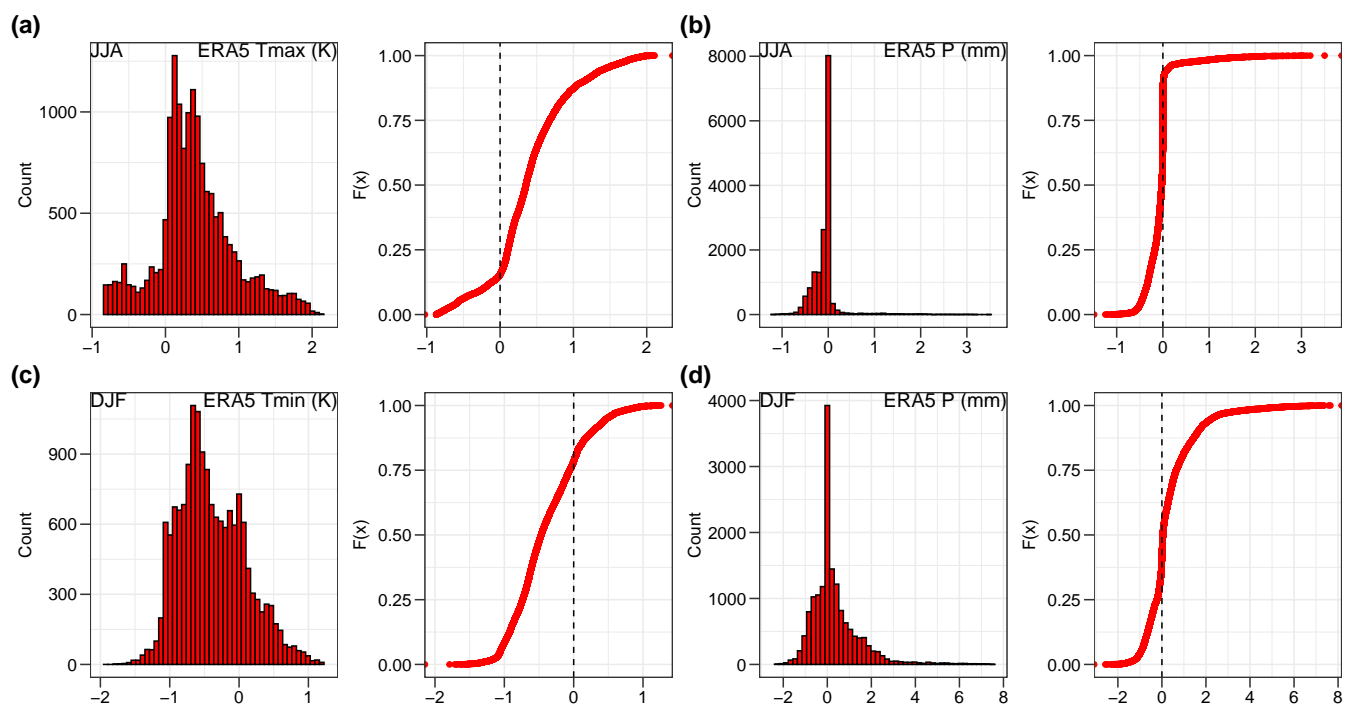 (a)
JJA ERA5 Tmax (K)
Count
1000
500
0
−1 0 1 2
F(x)
1.00
0.75
0.50
0.25
0.00
−1 0 1 2
(b)
JJA ERA5 P (mm)
Count
8000
6000
4000
2000
0
−1 0 1 2 3
F(x)
1.00
0.75
0.50
0.25
0.00
−1 0 1 2 3
(c)
DJF ERA5 Tmin (K)
Count
900
600
300
0
−2 −1 0 1
F(x)
1.00
0.75
0.50
0.25
0.00
−2 −1 0 1
(d)
DJF ERA5 P (mm)
Count
4000
3000
2000
1000
0
−2 0 2 4 6 8
F(x)
1.00
0.75
0.50
0.25
0.00
−2 0 2 4 6 8